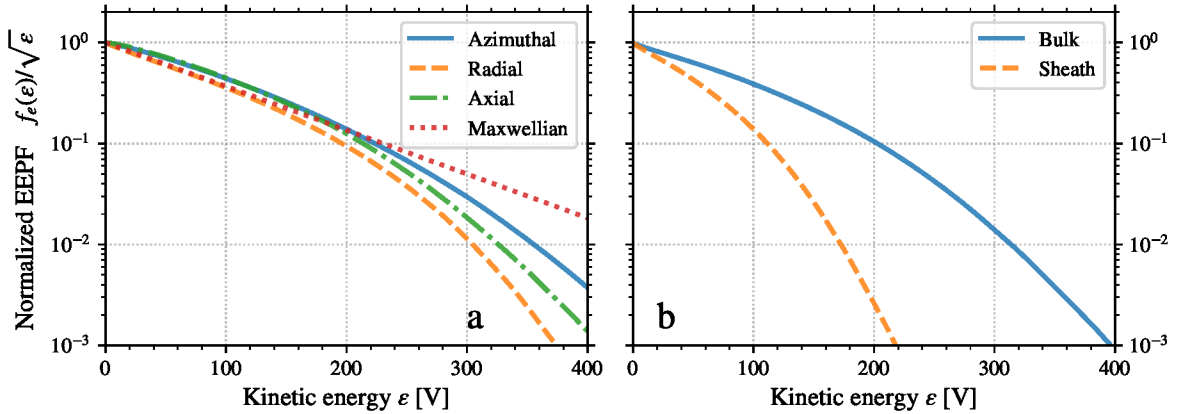 Normalized EEPF f_e(ε)/√ε
10^0
10^-1
10^-2
10^-3
0
100
200
300
400
Kinetic energy ε [V]
Azimuthal
Radial
Axial
Maxwellian
a
Bulk
Sheath
b
0
100
200
300
400
Kinetic energy ε [V]
10^0
10^-1
10^-2
10^-3